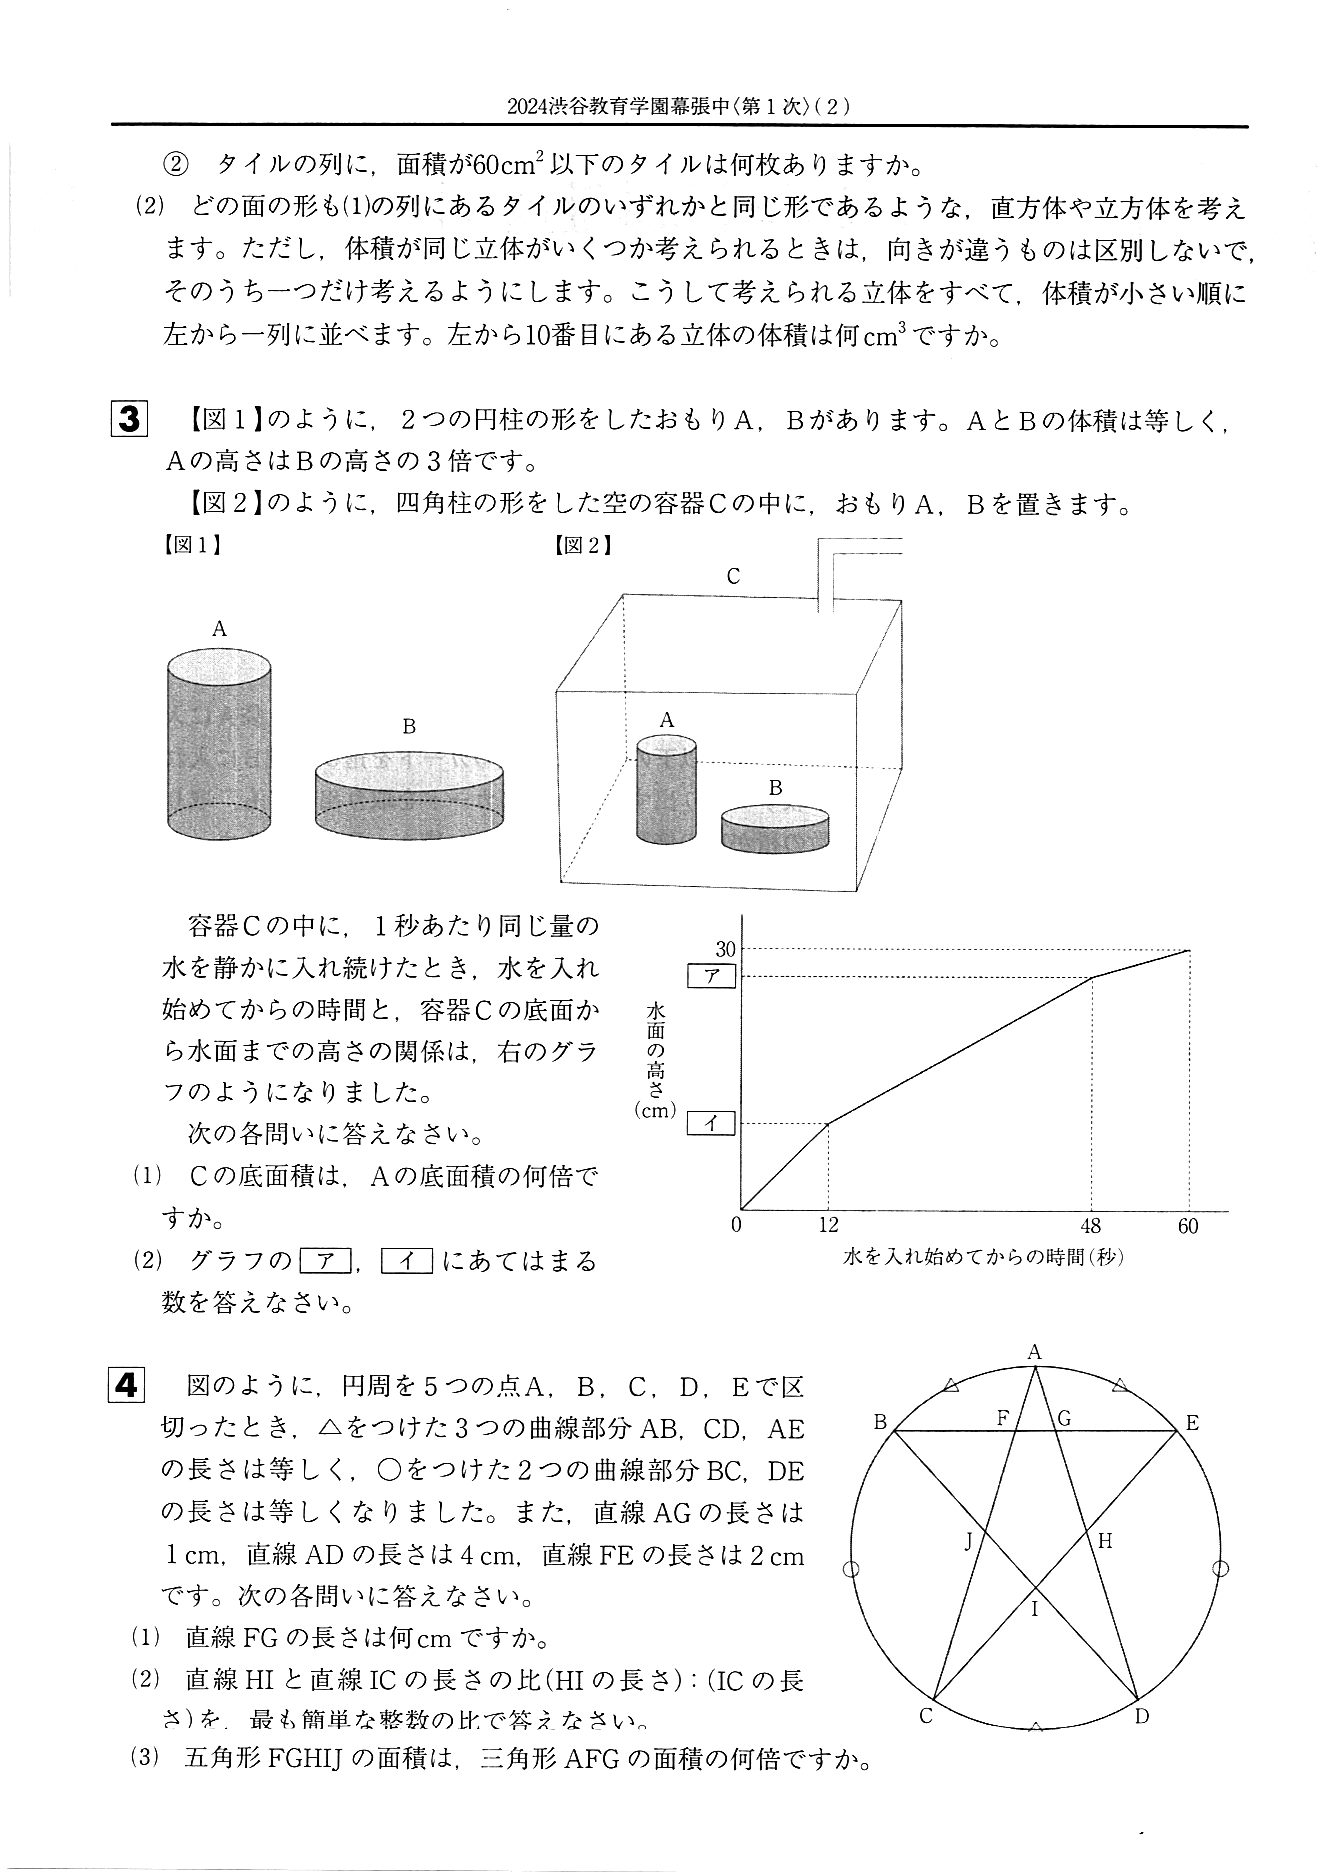 2024渋谷教育学園幕張中〈第1次〉(2)
② タイルの列に，面積が60cm²以下のタイルは何枚ありますか。
(2) どの面の形も(1)の列にあるタイルのいずれかと同じ形であるような，直方体や立方体を考え
ます。ただし，体積が同じ立体がいくつか考えられるときは，向きが違うものは区別しないで，
そのうち一つだけ考えるようにします。こうして考えられる立体をすべて，体積が小さい順に
左から一列に並べます。左から10番目にある立体の体積は何cm³ですか。
3 【図1】のように，2つの円柱の形をしたおもりA，Bがあります。AとBの体積は等しく，
Aの高さはBの高さの3倍です。
【図2】のように，四角柱の形をした空の容器Cの中に，おもりA，Bを置きます。
【図1】
【図2】
C
A
B
A
B
容器Cの中に，1秒あたり同じ量の
水を静かに入れ続けたとき，水を入れ
始めてからの時間と，容器Cの底面か
ら水面までの高さの関係は，右のグラ
フのようになりました。
次の各問いに答えなさい。
(1) Cの底面積は，Aの底面積の何倍で
すか。
(2) グラフの ア ， イ にあてはまる
数を答えなさい。
30
ア
水面の高さ
(cm)
イ
0
12
48
60
水を入れ始めてからの時間(秒)
4 図のように，円周を5つの点A，B，C，D，Eで区
切ったとき，△をつけた3つの曲線部分AB，CD，AE
の長さは等しく，○をつけた2つの曲線部分BC，DE
の長さは等しくなりました。また，直線AGの長さは
1cm，直線ADの長さは4cm，直線FEの長さは2cm
です。次の各問いに答えなさい。
(1) 直線FGの長さは何cmですか。
(2) 直線HIと直線ICの長さの比(HIの長さ)：(ICの長
さ)を，最も簡単な整数の比で答えなさい。
(3) 五角形FGHIJの面積は，三角形AFGの面積の何倍ですか。
A
B
F
G
E
J
H
I
C
D